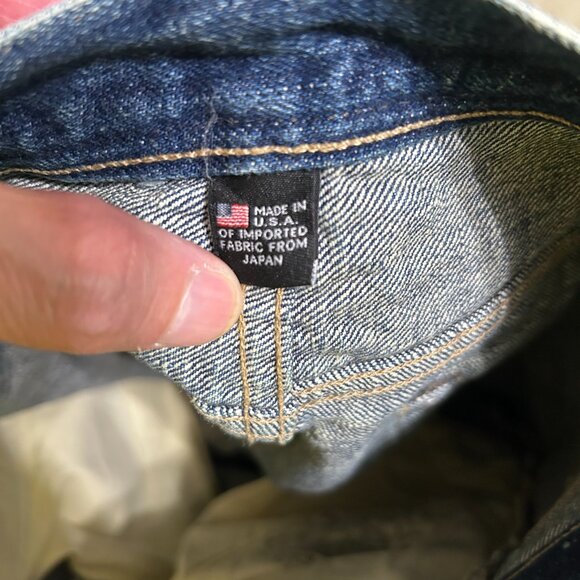 MADE IN
U.S.A.
OF IMPORTED
FABRIC FROM
JAPAN